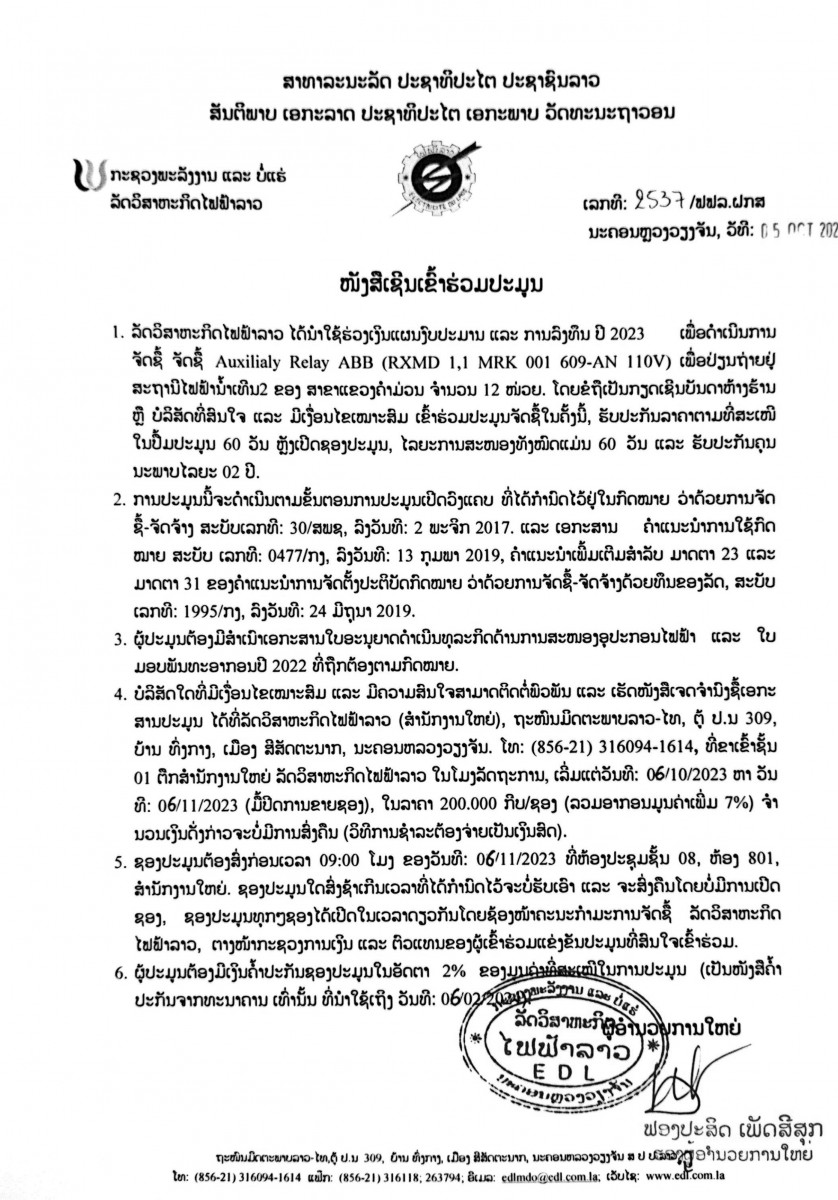 ສາທາລະນະລັດ ປະຊາທິປະໄຕ ປະຊາຊົນລາວ
ສັນຕິພາບ ເອກະລາດ ປະຊາທິປະໄຕ ເອກະພາບ ວັດທະນະຖາວອນ
ກະຊວງພະລັງງານ ແລະ ບໍ່ແຮ່
ລັດວິສາຫະກິດໄຟຟ້າລາວ
ເລກທີ: 2537/ຟຟລ.ຝກສ
ນະຄອນຫຼວງວຽງຈັນ, ວັທີ: 05 OCT 202
ໜັງສືເຊີນເຂົ້າຮ່ວມປະມູນ
1. ລັດວິສາຫະກິດໄຟຟ້າລາວ ໄດ້ນໍາໃຊ້ຮ່ວງເງິນແຜນງົບປະມານ ແລະ ການລົງທຶນ ປີ 2023 ເພື່ອດໍາເນີນການ
ຈັດຊື້ ຈັດຊື້ Auxilialy Relay ABB (RXMD 1,1 MRK 001 609-AN 110V) ເພື່ອປ່ຽນຖ່າຍຢູ່
ສະຖານີໄຟຟ້ານໍ້າເທີນ2 ຂອງ ສາຂາແຂວງຄໍາມ່ວນ ຈໍານວນ 12 ໜ່ວຍ. ໂດຍຂໍຖືເປັນກຽດເຊີນບັນດາຫ້າງຮ້ານ
ຫຼື ບໍລິສັດທີ່ສົນໃຈ ແລະ ມີເງື່ອນໄຂເໝາະສົມ ເຂົ້າຮ່ວມປະມູນຈັດຊື້ໃນຄັ້ງນີ້, ຮັບປະກັນລາຄາຕາມທີ່ສະເໜີ
ໃນປຶ້ມປະມູນ 60 ວັນ ຫຼັງເປີດຊອງປະມູນ, ໄລຍະການສະໜອງທັງໝົດແມ່ນ 60 ວັນ ແລະ ຮັບປະກັນຄຸນ
ນະພາບໄລຍະ 02 ປີ.
2. ການປະມູນນີ້ຈະດໍາເນີນຕາມຂັ້ນຕອນການປະມູນເປີດວົງແຄບ ທີ່ໄດ້ກໍານົດໄວ້ຢູ່ໃນກົດໝາຍ ວ່າດ້ວຍການຈັດ
ຊື້-ຈັດຈ້າງ ສະບັບເລກທີ: 30/ສພຊ, ລົງວັນທີ: 2 ພະຈິກ 2017. ແລະ ເອກະສານ ຄໍາແນະນໍາການໃຊ້ກົດ
ໝາຍ ສະບັບ ເລກທີ: 0477/ກງ, ລົງວັນທີ: 13 ກຸມພາ 2019, ຄໍາແນະນໍາເພີ້ມເຕີມສໍາລັບ ມາດຕາ 23 ແລະ
ມາດຕາ 31 ຂອງຄໍາແນະນໍາການຈັດຕັ້ງປະຕິບັດກົດໝາຍ ວ່າດ້ວຍການຈັດຊື້-ຈັດຈ້າງດ້ວຍທຶນຂອງລັດ, ສະບັບ
ເລກທີ: 1995/ກງ, ລົງວັນທີ: 24 ມິຖຸນາ 2019.
3. ຜູ້ປະມູນຕ້ອງມີສໍາເນົາເອກະສານໃບອະນຸຍາດດໍາເນີນທຸລະກິດດ້ານການສະໜອງອຸປະກອນໄຟຟ້າ ແລະ ໃບ
ມອບພັນທະອາກອນປີ 2022 ທີ່ຖືກຕ້ອງຕາມກົດໝາຍ.
4. ບໍລິສັດໃດທີ່ມີເງື່ອນໄຂເໝາະສົມ ແລະ ມີຄວາມສົນໃຈສາມາດຕິດຕໍ່ພົວພັນ ແລະ ເຮັດໜັງສືເຈດຈໍານົງຊື້ເອກະ
ສານປະມູນ ໄດ້ທີ່ລັດວິສາຫະກິດໄຟຟ້າລາວ (ສໍານັກງານໃຫຍ່), ຖະໜົນມິດຕະພາບລາວ-ໄທ, ຕູ້ ປ.ນ 309,
ບ້ານ ທົ່ງກາງ, ເມືອງ ສີສັດຕະນາກ, ນະຄອນຫລວງວຽງຈັນ. ໂທ: (856-21) 316094-1614, ທີ່ຂາເຂົ້າຊັ້ນ
01 ຕຶກສໍານັກງານໃຫຍ່ ລັດວິສາຫະກິດໄຟຟ້າລາວ ໃນໂມງລັດຖະການ, ເລີ່ມແຕ່ວັນທີ: 06/10/2023 ຫາ ວັນ
ທີ: 06/11/2023 (ມື້ປິດການຂາຍຊອງ), ໃນລາຄາ 200.000 ກີບ/ຊອງ (ລວມອາກອນມູນຄ່າເພີ່ມ 7%) ຈໍາ
ນວນເງິນດັ່ງກ່າວຈະບໍ່ມີການສົ່ງຄືນ (ວິທີການຊໍາລະຕ້ອງຈ່າຍເປັນເງິນສົດ).
5. ຊອງປະມູນຕ້ອງສົ່ງກ່ອນເວລາ 09:00 ໂມງ ຂອງວັນທີ: 06/11/2023 ທີ່ຫ້ອງປະຊຸມຊັ້ນ 08, ຫ້ອງ 801,
ສໍານັກງານໃຫຍ່. ຊອງປະມູນໃດສົ່ງຊ້າເກີນເວລາທີ່ໄດ້ກໍານົດໄວ້ຈະບໍ່ຮັບເອົາ ແລະ ຈະສົ່ງຄືນໂດຍບໍ່ມີການເປີດ
ຊອງ, ຊອງປະມູນທຸກໆຊອງໄດ້ເປີດໃນເວລາດຽວກັນໂດຍຊ້ອງໜ້າຄະນະກໍາມະການຈັດຊື້ ລັດວິສາຫະກິດ
ໄຟຟ້າລາວ, ຕາງໜ້າກະຊວງການເງິນ ແລະ ຕົວແທນຂອງຜູ້ເຂົ້າຮ່ວມແຂ່ງຂັນປະມູນທີ່ສົນໃຈເຂົ້າຮ່ວມ.
6. ຜູ້ປະມູນຕ້ອງມີເງິນຄໍ້າປະກັນຊອງປະມູນໃນອັດຕາ 2% ຂອງມູນຄ່າທີ່ສະເໜີໃນການປະມູນ (ເປັນໜັງສືຄໍ້າ
ປະກັນຈາກທະນາຄານ ເທົ່ານັ້ນ ທີ່ນໍາໃຊ້ເຖິງ ວັນທີ: 06/02/2024)
ກະຊວງພະລັງງານ ແລະ ບໍ່ແຮ່
ລັດວິສາຫະກິດ
ໄຟຟ້າລາວ
EDL
ນະຄອນຫຼວງວຽງຈັນ
ຜູ້ອໍານວຍການໃຫຍ່
ຟອງປະສິດ ເພັດສີສຸກ
ຮອງຜູ້ອໍານວຍການໃຫຍ່
ຖະໜົນມິດຕະພາບລາວ-ໄທ,ຕູ້ ປ.ນ 309, ບ້ານ ທົ່ງກາງ, ເມືອງ ສີສັດຕະນາກ, ນະຄອນຫລວງວຽງຈັນ ສ ປ ປ ລາວ
ໂທ: (856-21) 316094-1614 ແຟັກ: (856-21) 316118; 263794; ອີເມລ: edlmdo@edl.com.la; ເວັບໄຊ: www.edl.com.la